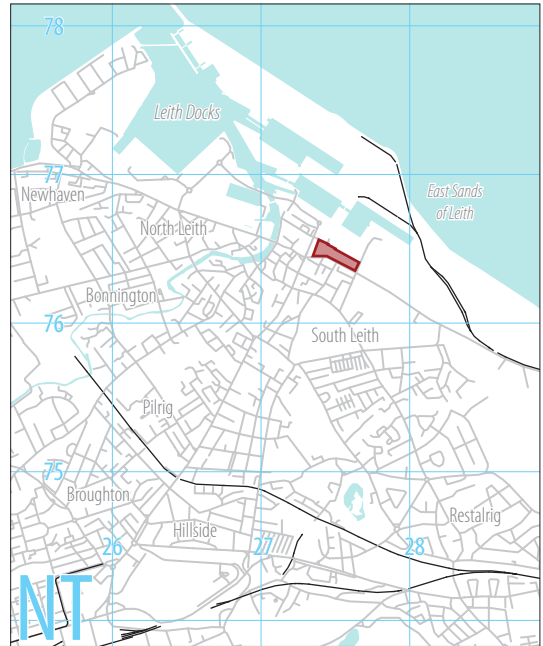 78
Leith Docks
77
Newhaven
East Sands
of Leith
North Leith
Bonnington
76
South Leith
Pilrig
75
Broughton
Restalrig
Hillside
26
27
28
NT